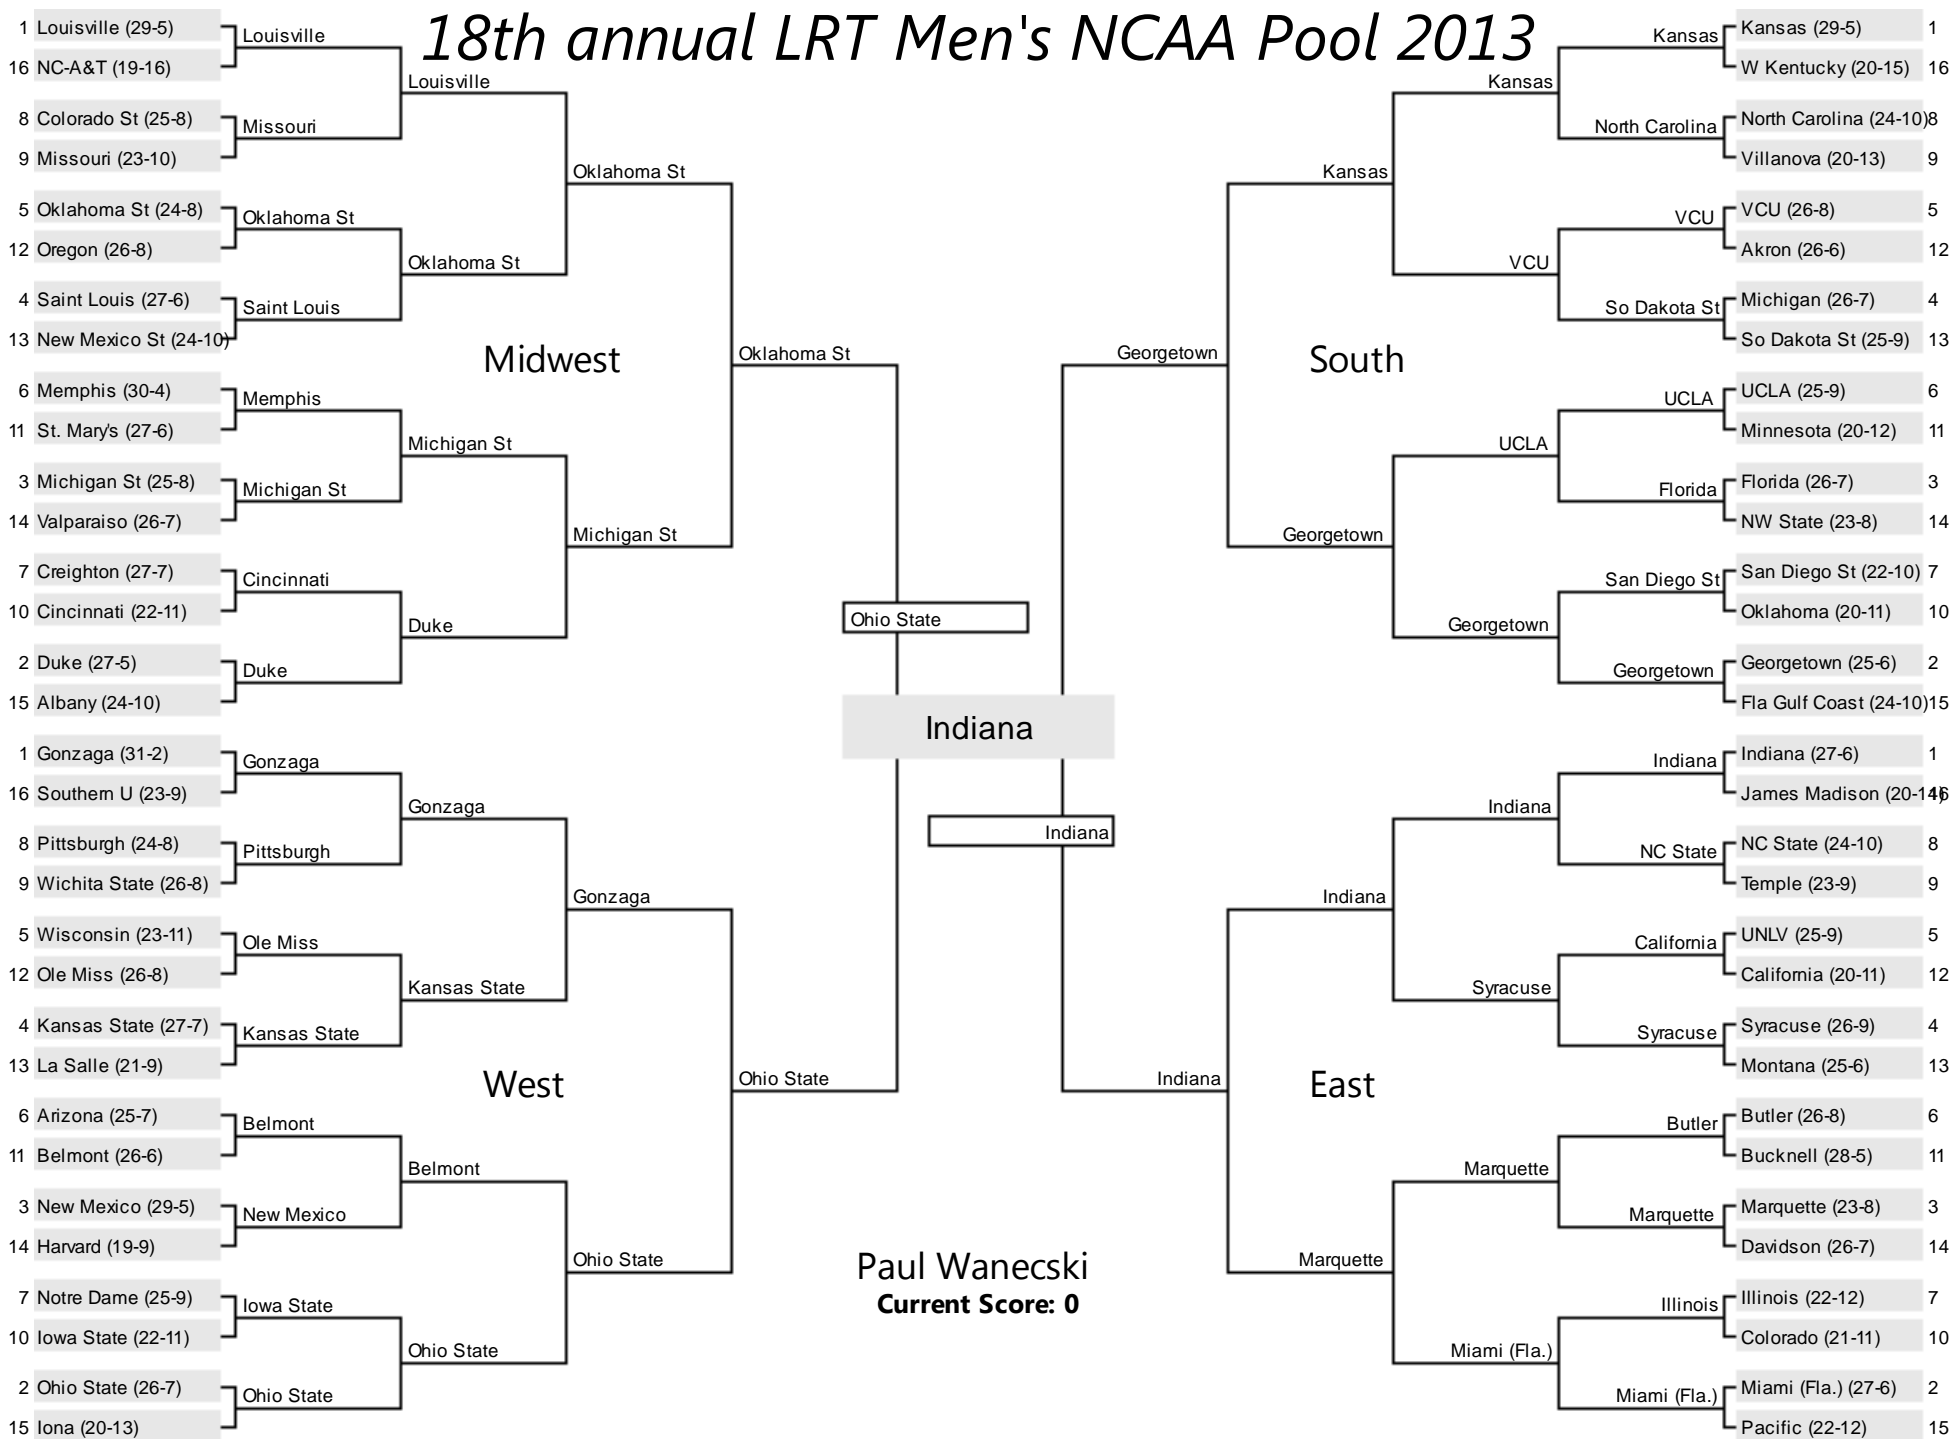 18th annual LRT Men's NCAA Pool 2013
1 Louisville (29-5)
16 NC-A&T (19-16)
8 Colorado St (25-8)
9 Missouri (23-10)
5 Oklahoma St (24-8)
12 Oregon (26-8)
4 Saint Louis (27-6)
13 New Mexico St (24-10)
6 Memphis (30-4)
11 St. Mary's (27-6)
3 Michigan St (25-8)
14 Valparaiso (26-7)
7 Creighton (27-7)
10 Cincinnati (22-11)
2 Duke (27-5)
15 Albany (24-10)
Louisville
Missouri
Oklahoma St
Saint Louis
Memphis
Michigan St
Cincinnati
Duke
Louisville
Oklahoma St
Michigan St
Duke
Oklahoma St
Michigan St
Midwest
Oklahoma St
1 Gonzaga (31-2)
16 Southern U (23-9)
8 Pittsburgh (24-8)
9 Wichita State (26-8)
5 Wisconsin (23-11)
12 Ole Miss (26-8)
4 Kansas State (27-7)
13 La Salle (21-9)
6 Arizona (25-7)
11 Belmont (26-6)
3 New Mexico (29-5)
14 Harvard (19-9)
7 Notre Dame (25-9)
10 Iowa State (22-11)
2 Ohio State (26-7)
15 Iona (20-13)
Gonzaga
Pittsburgh
Ole Miss
Kansas State
Belmont
New Mexico
Iowa State
Ohio State
Gonzaga
Kansas State
Belmont
Ohio State
Gonzaga
Ohio State
West
Ohio State
Ohio State
Indiana
Indiana
Paul Wanecski
Current Score: 0
Georgetown
South
Kansas
Georgetown
Kansas
VCU
UCLA
Georgetown
Kansas
North Carolina
VCU
So Dakota St
UCLA
Florida
San Diego St
Georgetown
Kansas (29-5) 1
W Kentucky (20-15) 16
North Carolina (24-10) 8
Villanova (20-13) 9
VCU (26-8) 5
Akron (26-6) 12
Michigan (26-7) 4
So Dakota St (25-9) 13
UCLA (25-9) 6
Minnesota (20-12) 11
Florida (26-7) 3
NW State (23-8) 14
San Diego St (22-10) 7
Oklahoma (20-11) 10
Georgetown (25-6) 2
Fla Gulf Coast (24-10) 15
Indiana
East
Indiana
Marquette
Indiana
Syracuse
Marquette
Miami (Fla.)
Indiana
NC State
California
Syracuse
Butler
Marquette
Illinois
Miami (Fla.)
Indiana (27-6) 1
James Madison (20-14) 16
NC State (24-10) 8
Temple (23-9) 9
UNLV (25-9) 5
California (20-11) 12
Syracuse (26-9) 4
Montana (25-6) 13
Butler (26-8) 6
Bucknell (28-5) 11
Marquette (23-8) 3
Davidson (26-7) 14
Illinois (22-12) 7
Colorado (21-11) 10
Miami (Fla.) (27-6) 2
Pacific (22-12) 15